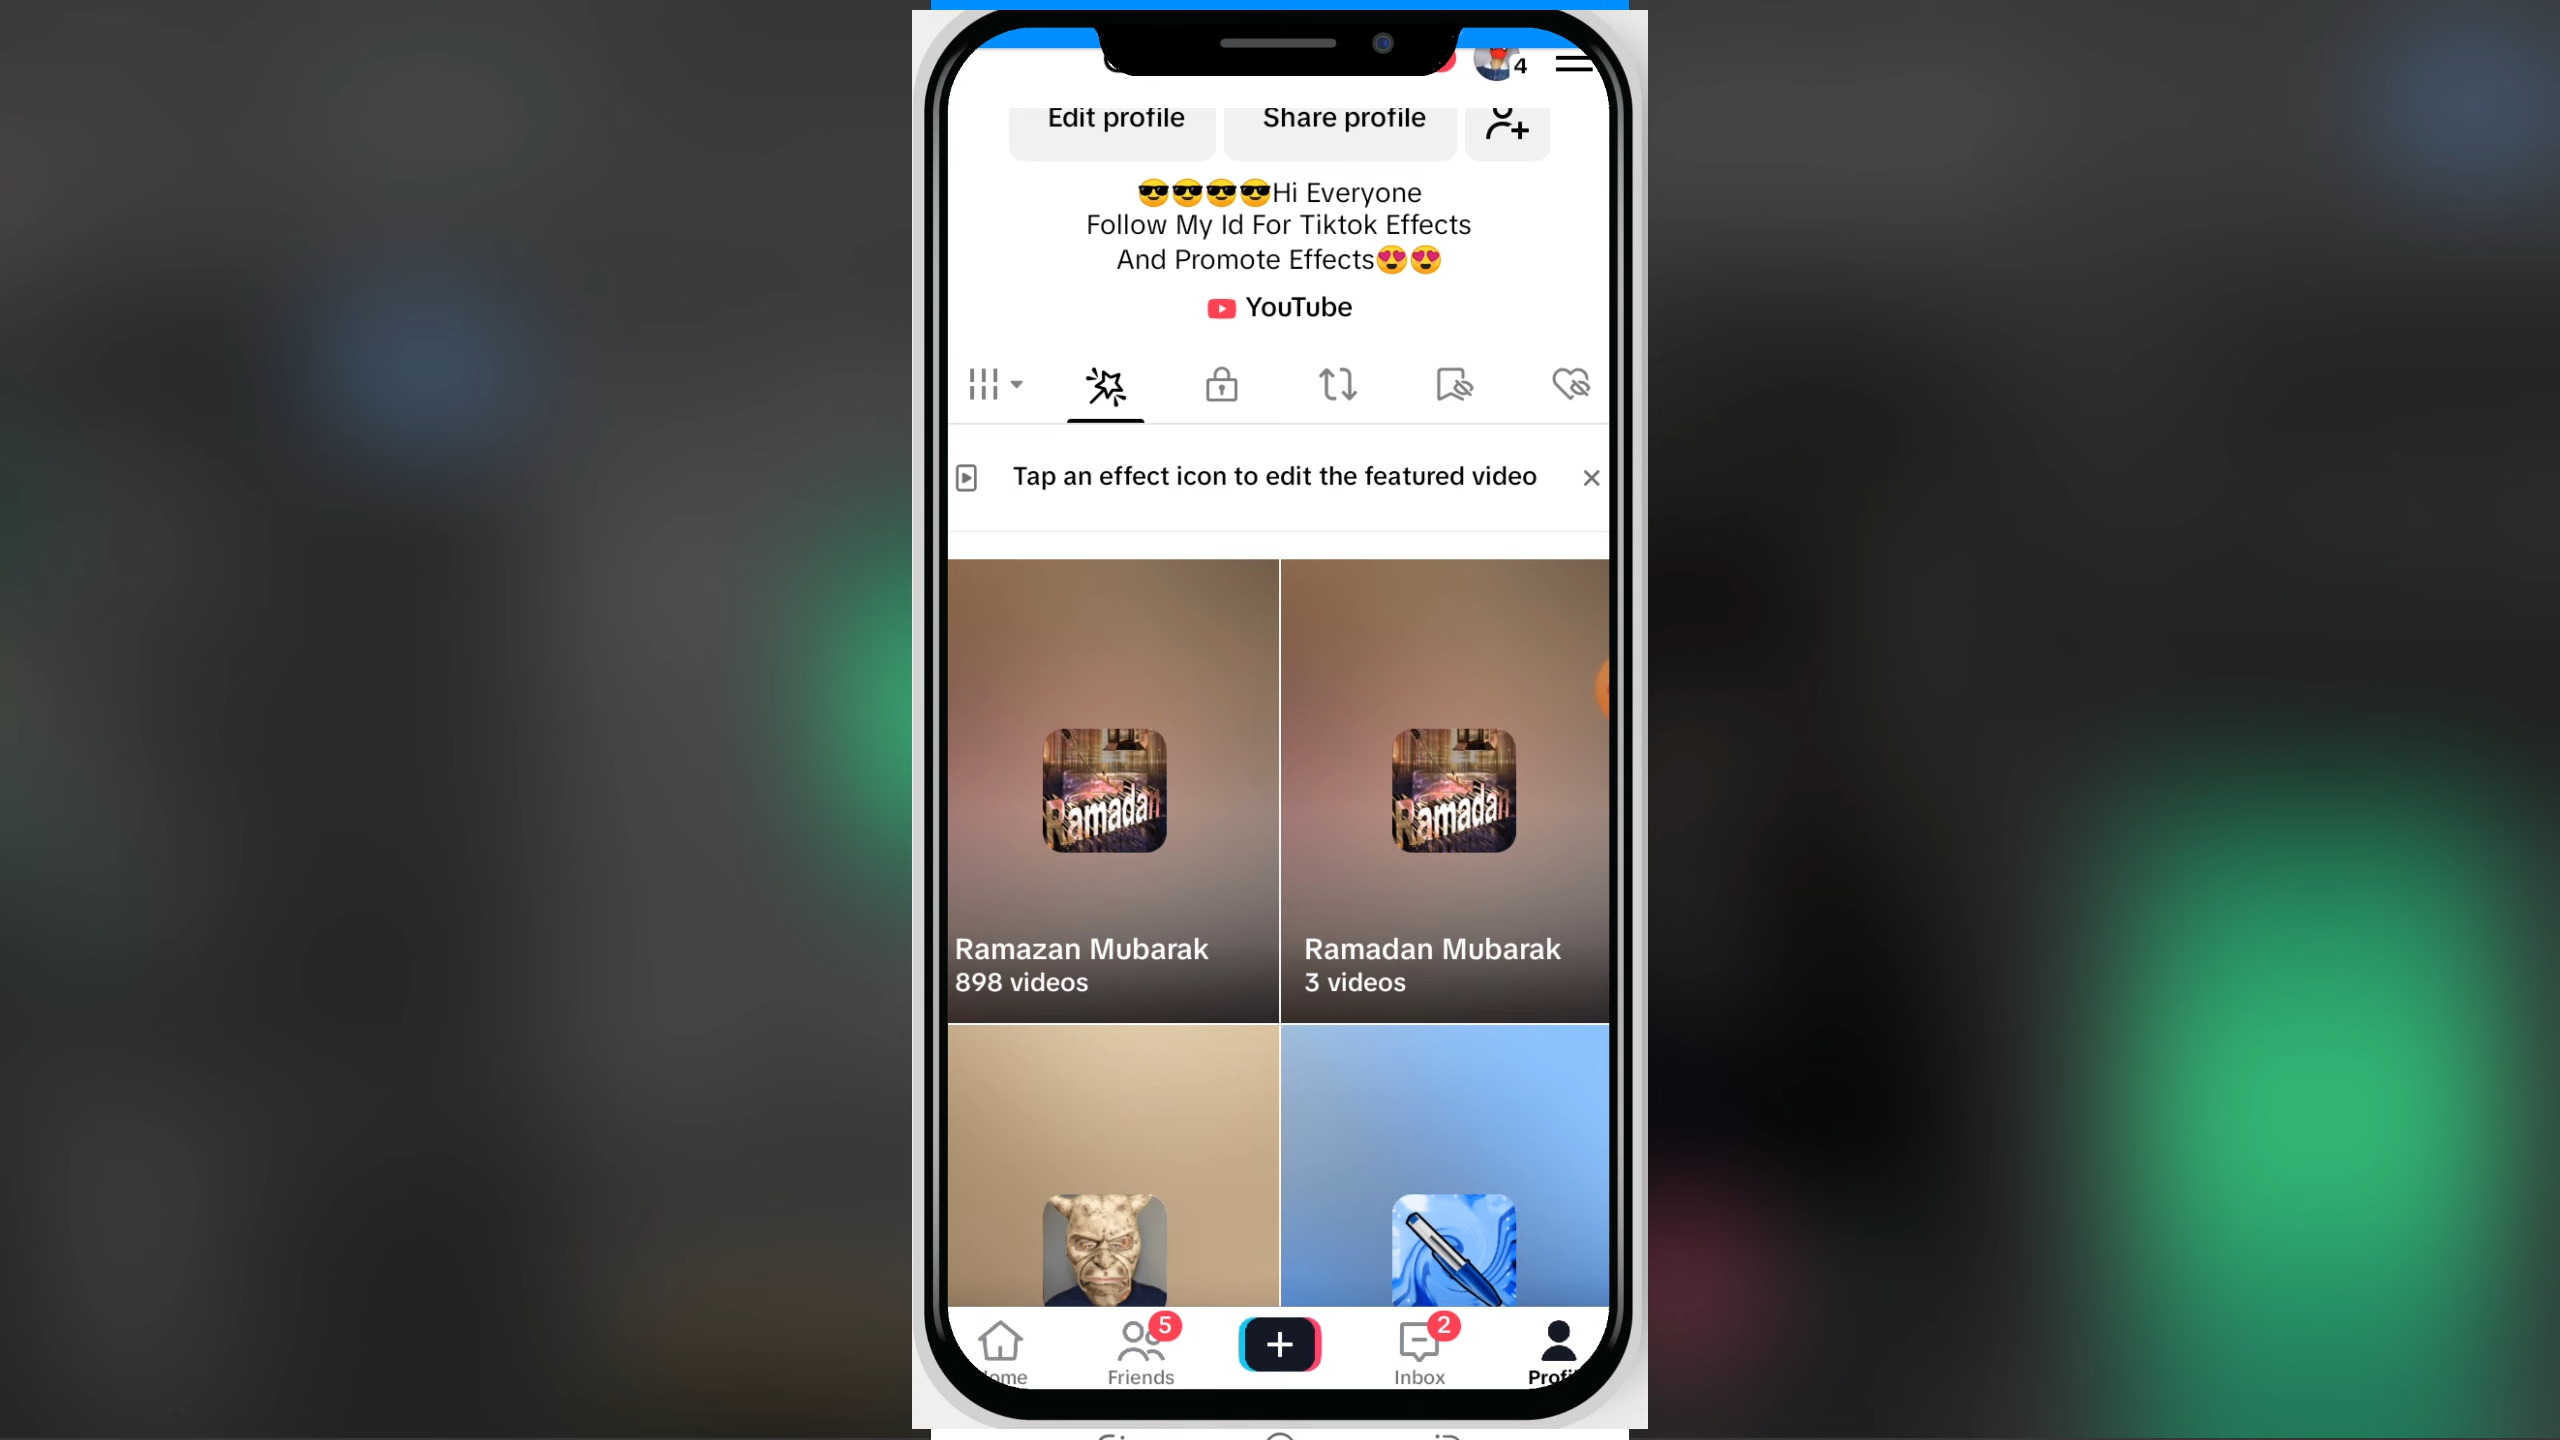 4
Edit profile
Share profile
😎😎😎😎Hi Everyone
Follow My Id For Tiktok Effects
And Promote Effects😍😍
YouTube
Tap an effect icon to edit the featured video
Ramadan
Ramadan
Ramazan Mubarak
898 videos
Ramadan Mubarak
3 videos
5
2
ome
Friends
Inbox
Profi